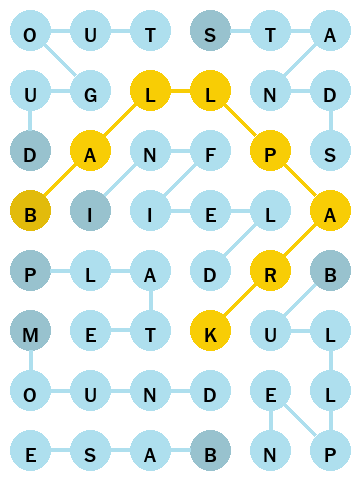 O U T S T A
U G L L N D
D A N F P S
B I I E L A
P L A D R B
M E T K U L
O U N D E L
E S A B N P